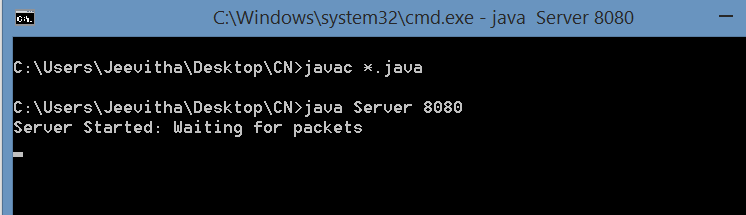 C:\Windows\system32\cmd.exe - java  Server 8080
C:\Users\Jeevitha\Desktop\CN>javac *.java
C:\Users\Jeevitha\Desktop\CN>java Server 8080
Server Started: Waiting for packets